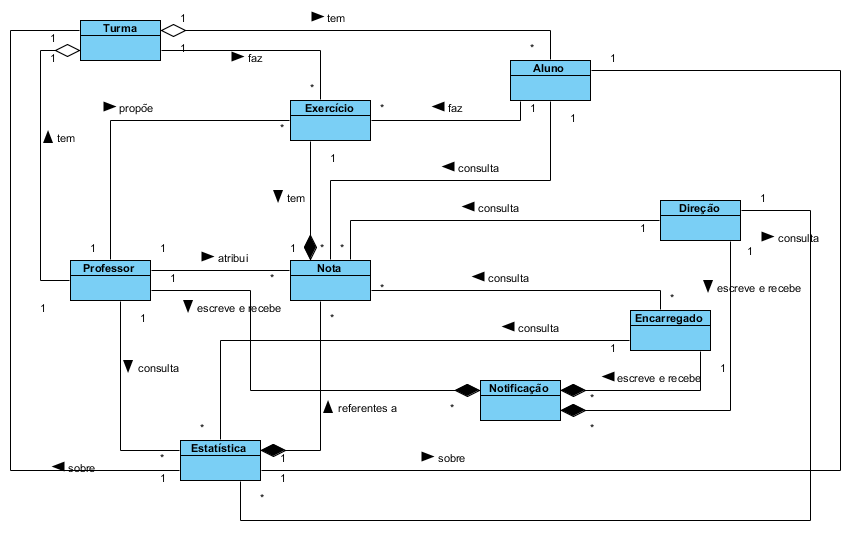 1
tem
Turma
1
1
1
faz
*
Aluno
1
*
propõe
Exercício
*
faz
1
1
*
tem
1
consulta
tem
consulta
Direção
1
1
consulta
1
1
1
*
*
1
atribui
Professor
1
*
Nota
consulta
escreve e recebe
*
*
1
1
escreve e recebe
*
Encarregado
consulta
1
1
consulta
Notificação
escreve e recebe
*
*
referentes a
*
*
Estatística
*
1
sobre
1
1
sobre
*